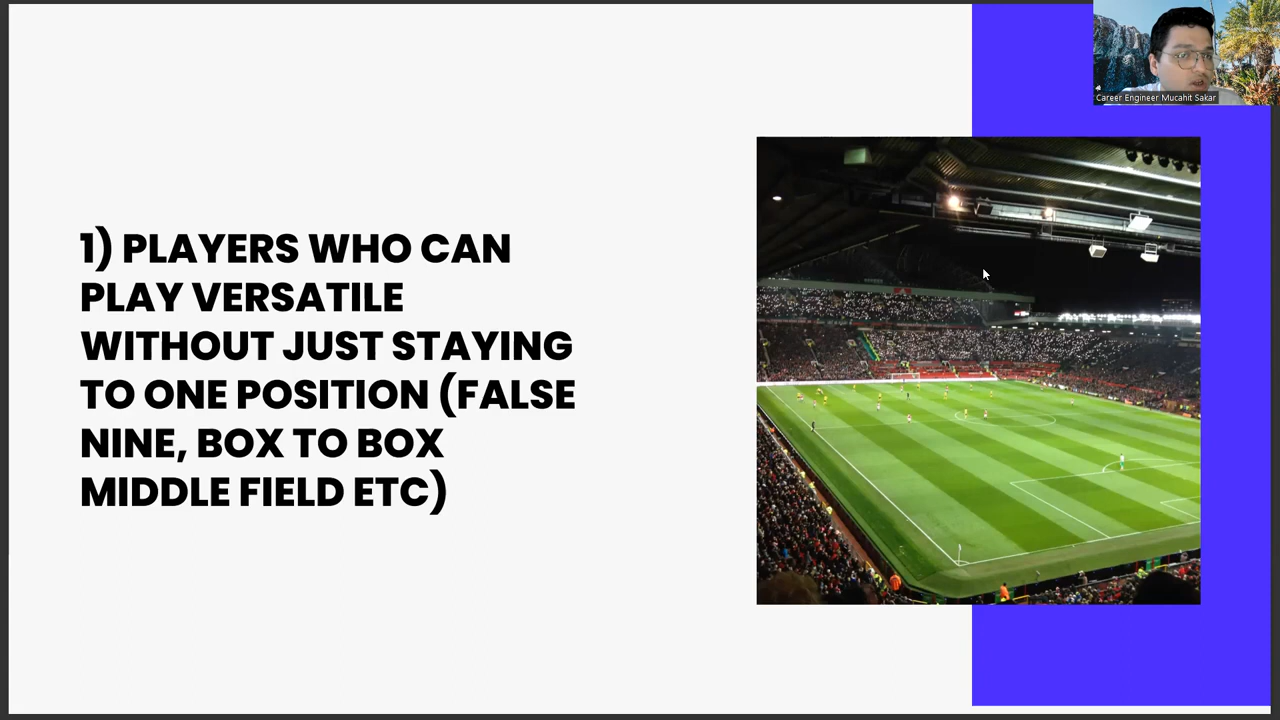 1) PLAYERS WHO CAN
PLAY VERSATILE
WITHOUT JUST STAYING
TO ONE POSITION (FALSE
NINE, BOX TO BOX
MIDDLE FIELD ETC)
Career Engineer Mucahit Sakar